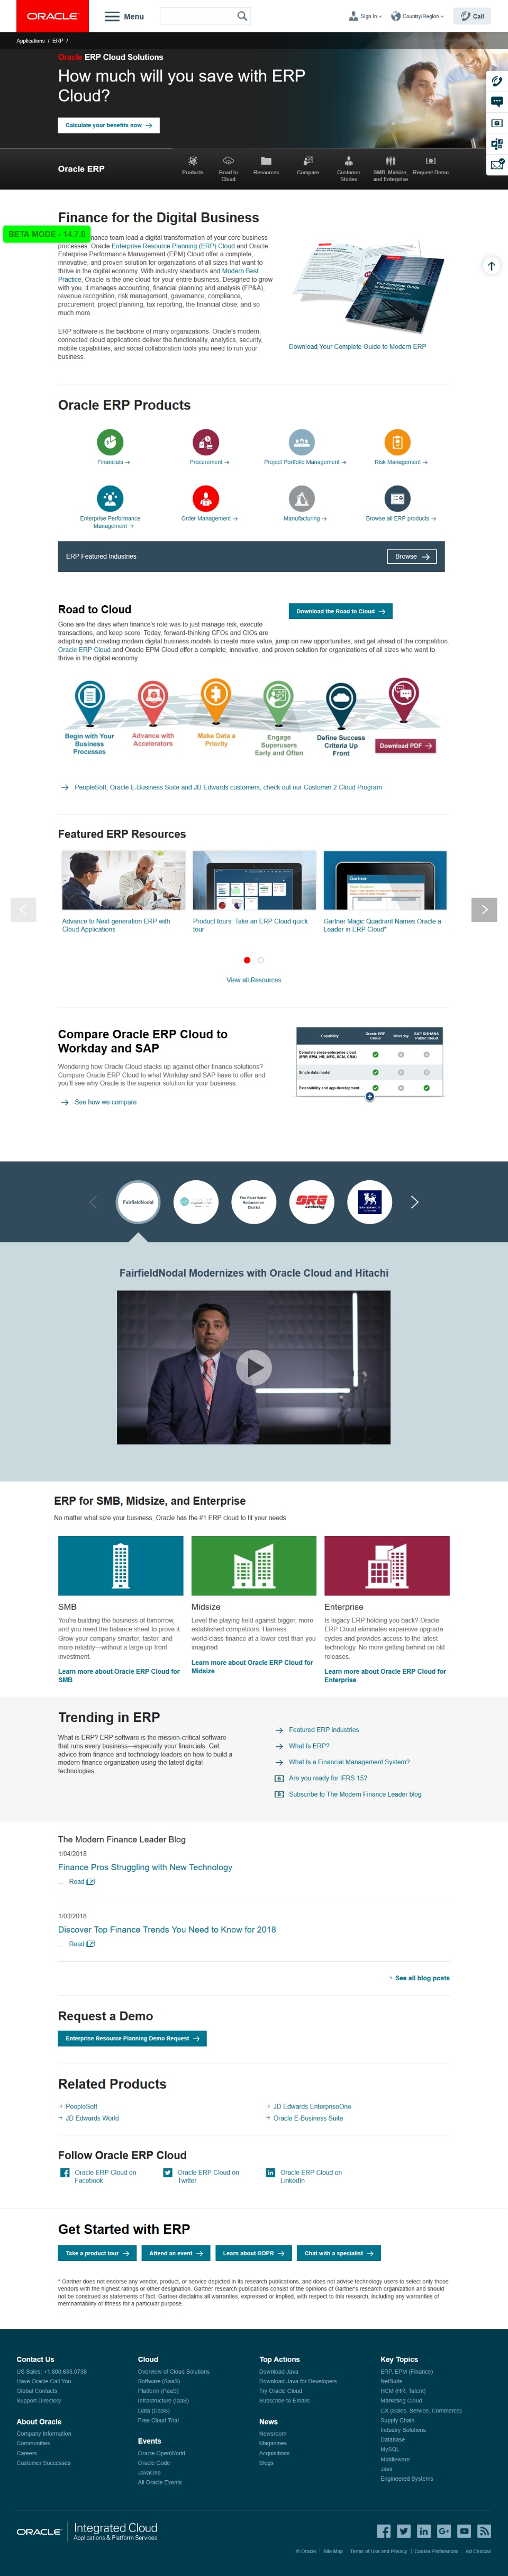 ORACLE
Menu
Sign In
Country/Region
Call
Applications / ERP /
Oracle ERP Cloud Solutions
How much will you save with ERP
Cloud?
Calculate your benefits now
Oracle ERP
Products
Road to
Cloud
Resources
Compare
Customer
Stories
SMB, Midsize,
and Enterprise
Request Demo
Finance for the Digital Business
BETA MODE - 14.7.0
nance team lead a digital transformation of your core business
processes. Oracle Enterprise Resource Planning (ERP) Cloud and Oracle
Enterprise Performance Management (EPM) Cloud offer a complete,
innovative, and proven solution for organizations of all sizes that want to
thrive in the digital economy. With industry standards and Modern Best
Practice, Oracle is the one cloud for your entire business. Designed to grow
with you, it manages accounting, financial planning and analysis (FP&A),
revenue recognition, risk management, governance, compliance,
procurement, project planning, tax reporting, the financial close, and so
much more.
ERP software is the backbone of many organizations. Oracle's modern,
connected cloud applications deliver the functionality, analytics, security,
mobile capabilities, and social collaboration tools you need to run your
business.
Download Your Complete Guide to Modern ERP
Oracle ERP Products
Financials
Procurement
Project Portfolio Management
Risk Management
Enterprise Performance
Management
Order Management
Manufacturing
Browse all ERP products
ERP Featured Industries
Browse
Road to Cloud
Download the Road to Cloud
Gone are the days when finance's role was to just manage risk, execute
transactions, and keep score. Today, forward-thinking CFOs and CIOs are
adapting and creating modern digital business models to create more value, jump on new opportunities, and get ahead of the competition.
Oracle ERP Cloud and Oracle EPM Cloud offer a complete, innovative, and proven solution for organizations of all sizes who want to
thrive in the digital economy.
Begin with Your
Business
Processes
Advance with
Accelerators
Make Data a
Priority
Engage
Superusers
Early and Often
Define Success
Criteria Up
Front
Download PDF
PeopleSoft, Oracle E-Business Suite and JD Edwards customers, check out our Customer 2 Cloud Program
Featured ERP Resources
Gartner
Advance to Next-generation ERP with
Cloud Applications
Product tours: Take an ERP Cloud quick
tour
Gartner Magic Quadrant Names Oracle a
Leader in ERP Cloud*
View all Resources
Compare Oracle ERP Cloud to
Workday and SAP
Wondering how Oracle Cloud stacks up against other finance solutions?
Compare Oracle ERP Cloud to what Workday and SAP have to offer and
you'll see why Oracle is the superior solution for your business.
See how we compare
Capability
Oracle ERP
Cloud
Workday
SAP S/4HANA
Public Cloud
Complete cross-enterprise cloud
(ERP, EPM, HR, MFG, SCM, CRM)
Single data model
Extensibility and app development
FairfieldNodal
Fox River Water
Reclamation
District
SRG
FairfieldNodal Modernizes with Oracle Cloud and Hitachi
ERP for SMB, Midsize, and Enterprise
No matter what size your business, Oracle has the #1 ERP cloud to fit your needs.
SMB
You're building the business of tomorrow,
and you need the balance sheet to prove it.
Grow your company smarter, faster, and
more reliably—without a large up-front
investment.
Learn more about Oracle ERP Cloud for
SMB
Midsize
Level the playing field against bigger, more
established competitors. Harness
world-class finance at a lower cost than you
imagined.
Learn more about Oracle ERP Cloud for
Midsize
Enterprise
Is legacy ERP holding you back? Oracle
ERP Cloud eliminates expensive upgrade
cycles and provides access to the latest
technology. No more getting behind on old
releases.
Learn more about Oracle ERP Cloud for
Enterprise
Trending in ERP
What is ERP? ERP software is the mission-critical software
that runs every business—especially your financials. Get
advice from finance and technology leaders on how to build a
modern finance organization using the latest digital
technologies.
Featured ERP industries
What Is ERP?
What Is a Financial Management System?
Are you ready for IFRS 15?
Subscribe to The Modern Finance Leader blog
The Modern Finance Leader Blog
1/04/2018
Finance Pros Struggling with New Technology
... Read
1/03/2018
Discover Top Finance Trends You Need to Know for 2018
... Read
See all blog posts
Request a Demo
Enterprise Resource Planning Demo Request
Related Products
PeopleSoft
JD Edwards EnterpriseOne
JD Edwards World
Oracle E-Business Suite
Follow Oracle ERP Cloud
Oracle ERP Cloud on
Facebook
Oracle ERP Cloud on
Twitter
Oracle ERP Cloud on
LinkedIn
Get Started with ERP
Take a product tour
Attend an event
Learn about GDPR
Chat with a specialist
* Gartner does not endorse any vendor, product, or service depicted in its research publications, and does not advise technology users to select only those
vendors with the highest ratings or other designation. Gartner research publications consist of the opinions of Gartner's research organization and should
not be construed as statements of fact. Gartner disclaims all warranties, expressed or implied, with respect to this research, including any warranties of
merchantability or fitness for a particular purpose.
Contact Us
US Sales: +1.800.633.0738
Have Oracle Call You
Global Contacts
Support Directory
About Oracle
Company Information
Communities
Careers
Customer Successes
Cloud
Overview of Cloud Solutions
Software (SaaS)
Platform (PaaS)
Infrastructure (IaaS)
Data (DaaS)
Free Cloud Trial
Events
Oracle OpenWorld
Oracle Code
JavaOne
All Oracle Events
Top Actions
Download Java
Download Java for Developers
Try Oracle Cloud
Subscribe to Emails
News
Newsroom
Magazines
Acquisitions
Blogs
Key Topics
ERP, EPM (Finance)
NetSuite
HCM (HR, Talent)
Marketing Cloud
CX (Sales, Service, Commerce)
Supply Chain
Industry Solutions
Database
MySQL
Middleware
Java
Engineered Systems
ORACLE
Integrated Cloud
Applications & Platform Services
© Oracle | Site Map | Terms of Use and Privacy | Cookie Preferences | Ad Choices